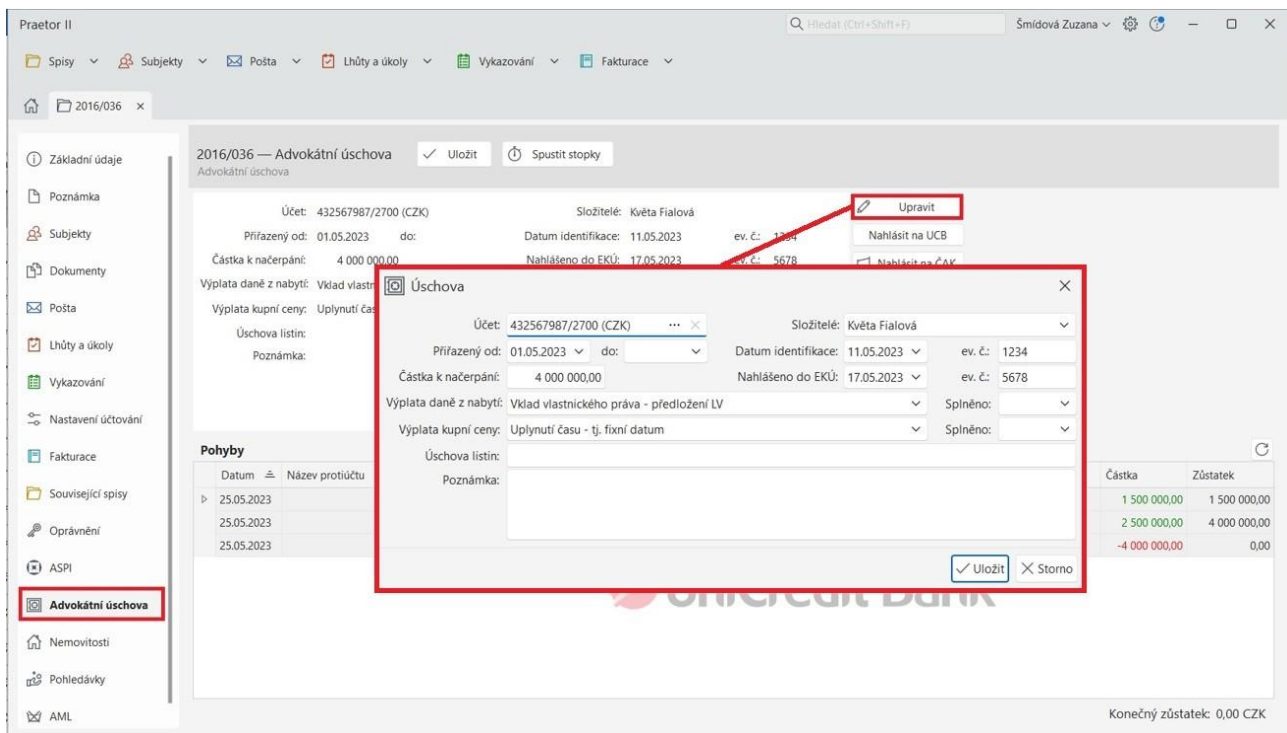 Praetor II
Hledat (Ctrl+Shift+F)
Šmídová Zuzana
Spisy
Subjekty
Pošta
Lhůty a úkoly
Vykazování
Fakturace
2016/036
Základní údaje
Poznámka
Subjekty
Dokumenty
Pošta
Lhůty a úkoly
Vykazování
Nastavení účtování
Fakturace
Související spisy
Oprávnění
ASPI
Advokátní úschova
Nemovitosti
Pohledávky
AML
2016/036 — Advokátní úschova
Uložit
Spustit stopky
Advokátní úschova
Účet: 432567987/2700 (CZK)
Složitelé: Květa Fialová
Upravit
Přiřazený od: 01.05.2023 do:
Datum identifikace: 11.05.2023 ev. č.: 1234
Nahlásit na UCB
Částka k načerpání: 4 000 000,00
Nahlášeno do EKÚ: 17.05.2023 ev. č.: 5678
Nahlásit na ČAK
Výplata daně z nabytí: Vklad vlastn
Výplata kupní ceny: Uplynutí čas
Úschova listin:
Poznámka:
Úschova
Účet: 432567987/2700 (CZK) ...
Složitelé: Květa Fialová
Přiřazený od: 01.05.2023 do:
Datum identifikace: 11.05.2023 ev. č.: 1234
Částka k načerpání: 4 000 000,00
Nahlášeno do EKÚ: 17.05.2023 ev. č.: 5678
Výplata daně z nabytí: Vklad vlastnického práva - předložení LV Splněno:
Výplata kupní ceny: Uplynutí času - tj. fixní datum Splněno:
Úschova listin:
Poznámka:
Uložit
Storno
Pohyby
Datum Název protiúčtu Částka Zůstatek
25.05.2023 1 500 000,00 1 500 000,00
25.05.2023 2 500 000,00 4 000 000,00
25.05.2023 -4 000 000,00 0,00
UniCredit Bank
Konečný zůstatek: 0,00 CZK